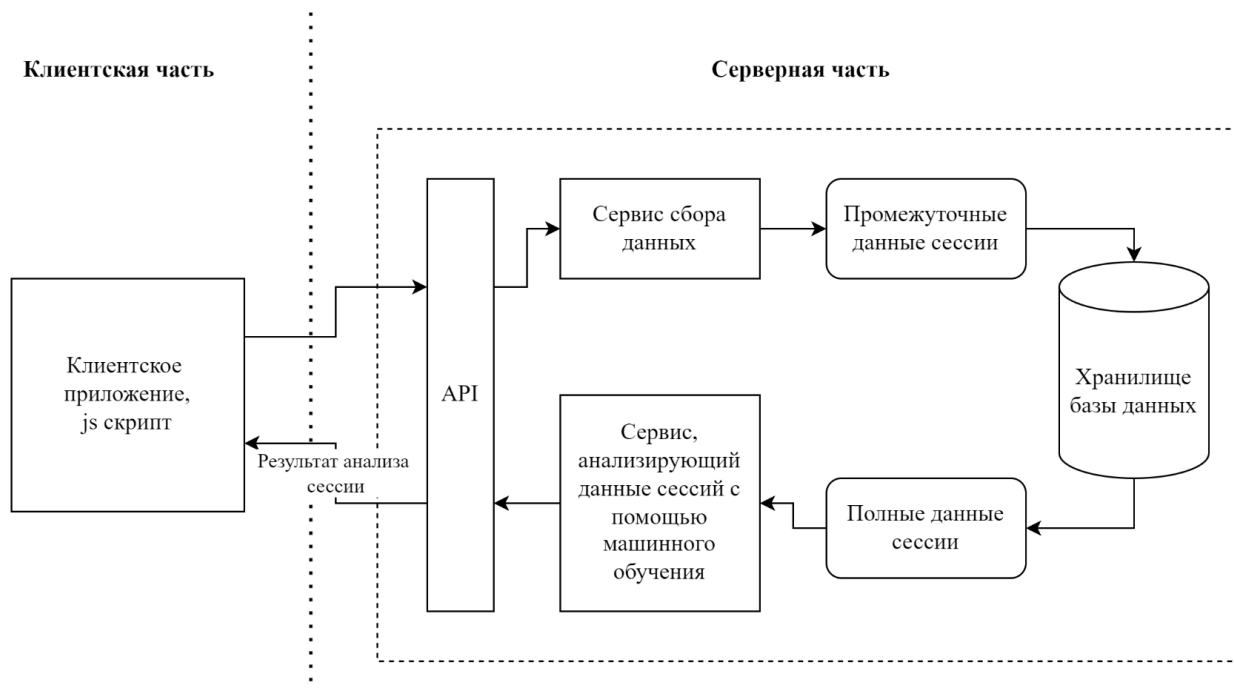 Клиентская часть
Серверная часть
Сервис сбора
данных
Промежуточные
данные сессии
Клиентское
приложение,
js скрипт
API
Хранилище
базы данных
Результат анализа
сессии
Сервис,
анализирующий
данные сессий с
помощью
машинного
обучения
Полные данные
сессии